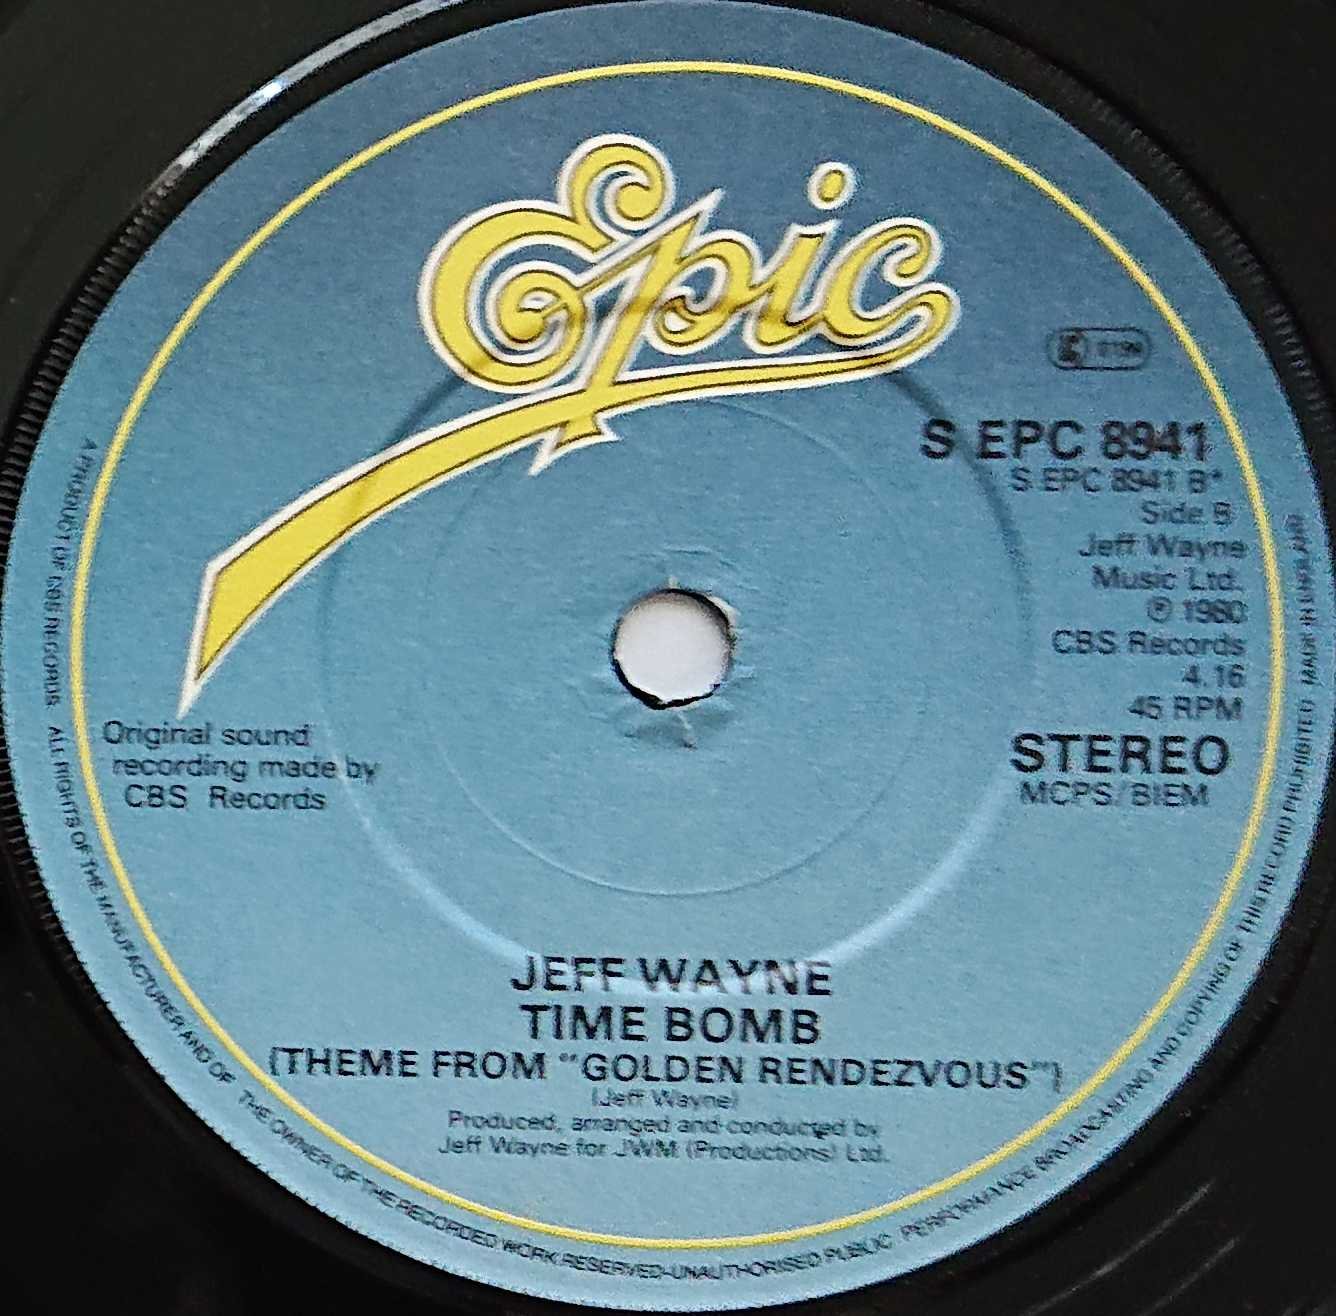 Epic
S EPC 8941
S EPC 8941 B*
Side B
Jeff Wayne
Music Ltd.
℗ 1980
CBS Records
4.16
45 RPM
STEREO
MCPS/BIEM
Original sound
recording made by
CBS Records
JEFF WAYNE
TIME BOMB
(THEME FROM "GOLDEN RENDEZVOUS")
(Jeff Wayne)
Produced, arranged and conducted by
Jeff Wayne for JWM (Productions) Ltd.
A PRODUCT OF CBS RECORDS ALL RIGHTS OF THE MANUFACTURER AND OF THE OWNER OF THE RECORDED WORK RESERVED-UNAUTHORISED PUBLIC PERFORMANCE BROADCASTING AND COPYING OF THIS RECORD PROHIBITED MADE IN ENGLAND